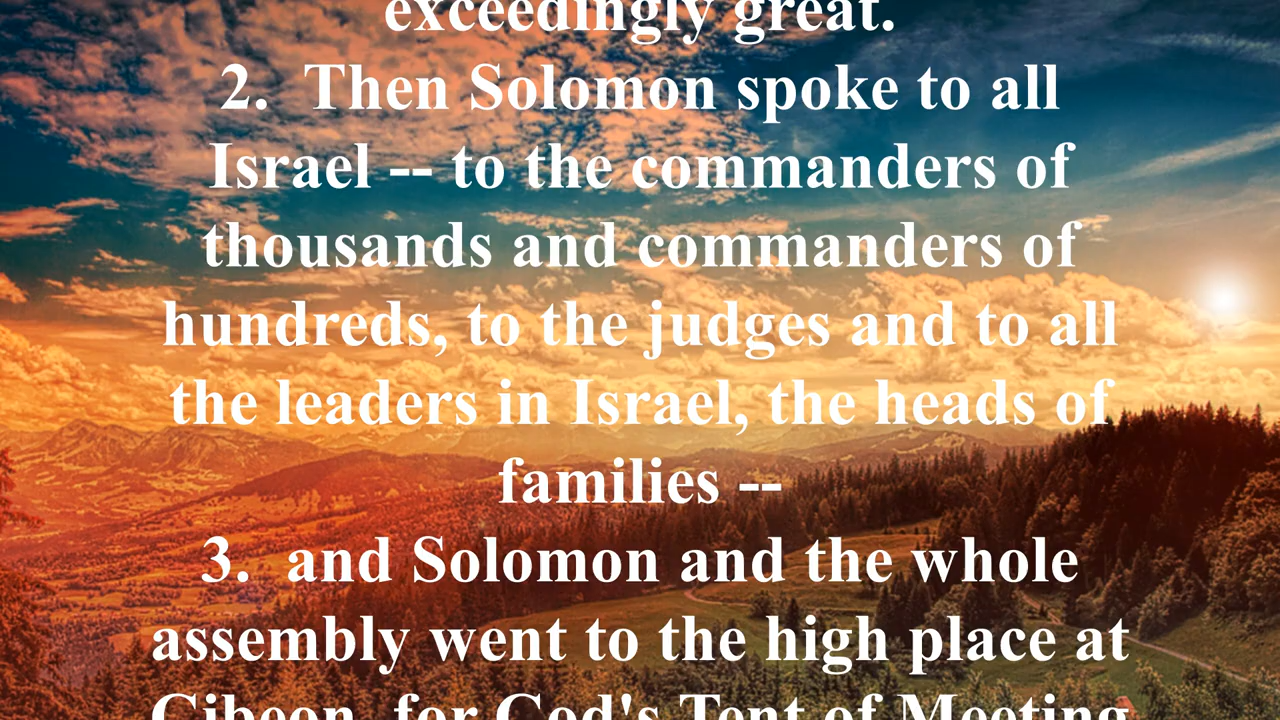 exceedingly great.
2.  Then Solomon spoke to all
Israel -- to the commanders of
thousands and commanders of
hundreds, to the judges and to all
the leaders in Israel, the heads of
families --
3.  and Solomon and the whole
assembly went to the high place at
Gibeon, for God's Tent of Meeting